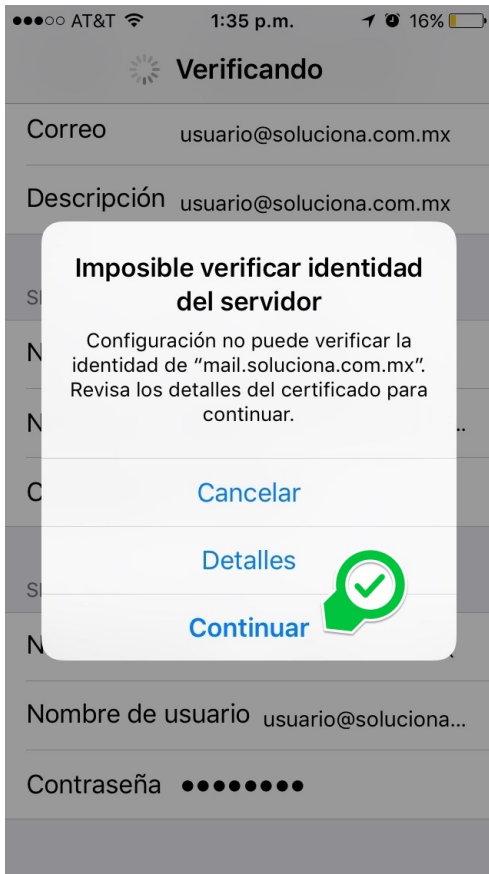 AT&T 1:35 p.m. 16%
Verificando
Correo usuario@soluciona.com.mx
Descripción usuario@soluciona.com.mx
Imposible verificar identidad
del servidor
Configuración no puede verificar la
identidad de “mail.soluciona.com.mx”.
Revisa los detalles del certificado para
continuar.
Cancelar
Detalles
Continuar
Nombre de usuario usuario@soluciona...
Contraseña ●●●●●●●●